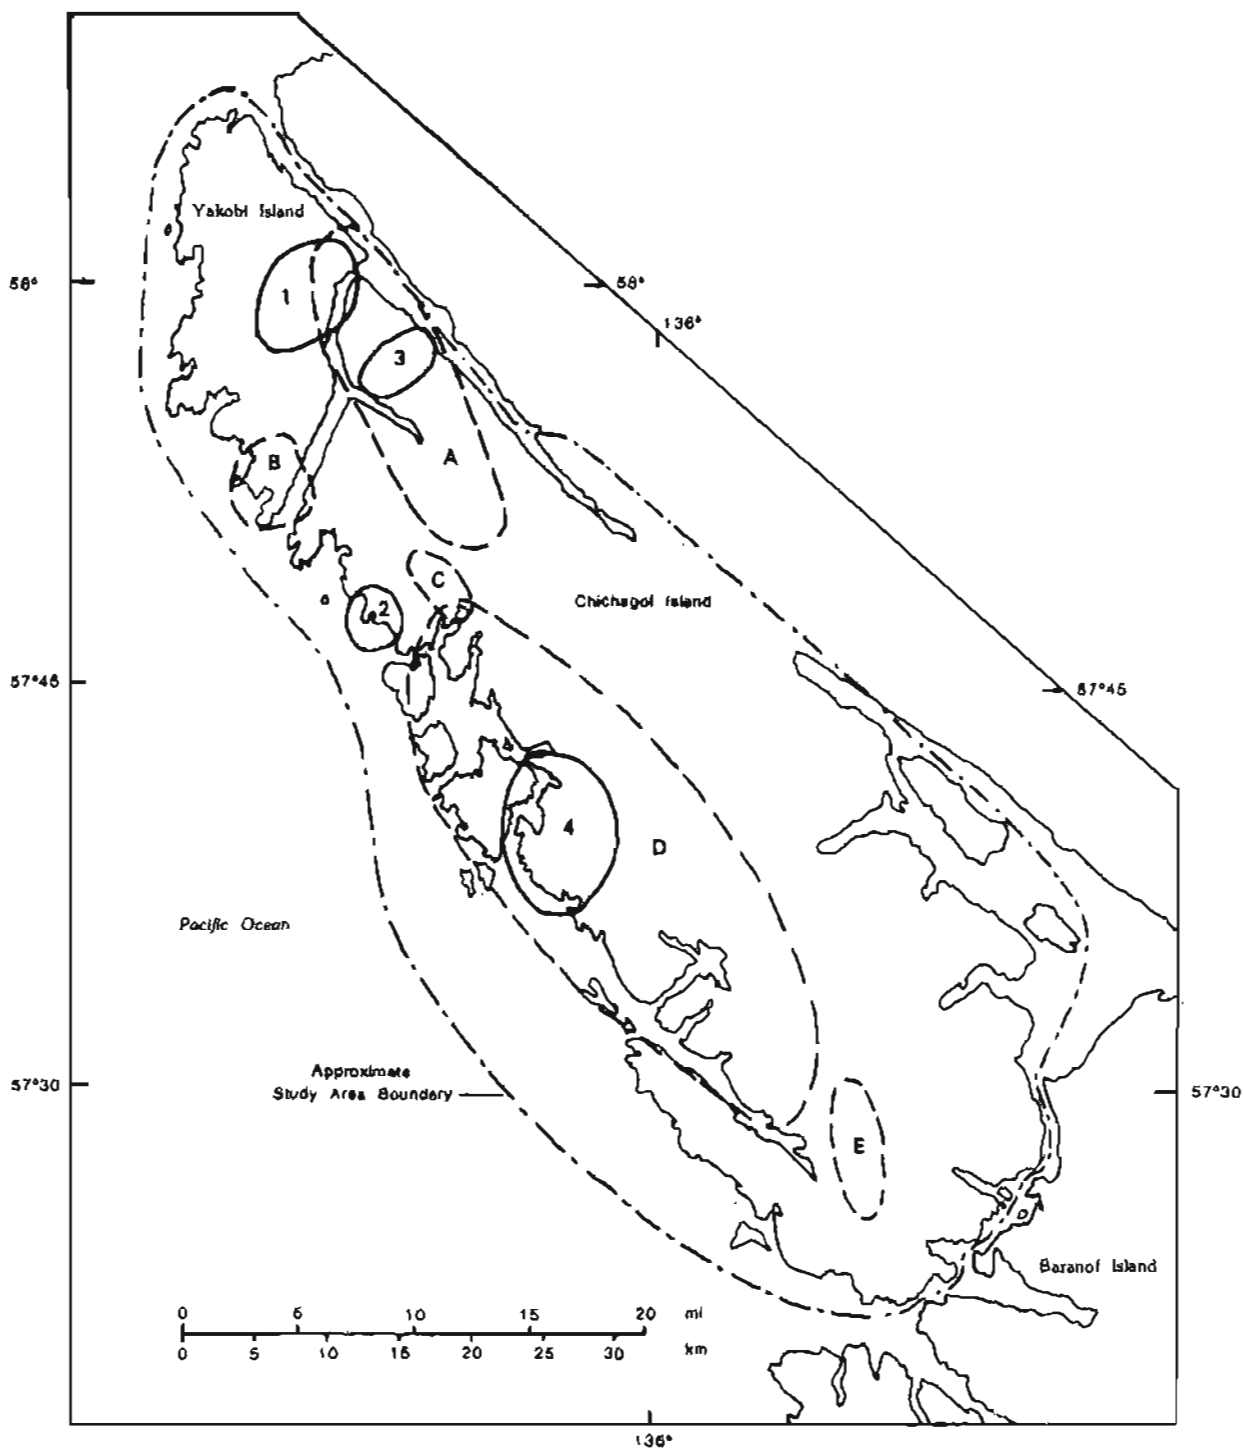 Yakobi Island
58°
1
58°
136°
3
A
B
C
Chichagof Island
2
57°45
57°45
4
D
Pacific Ocean
Approximate
57°30
Study Area Boundary
57°30
E
Baranof Island
0 5 10 15 20 mi
0 5 10 15 20 25 30 km
136°